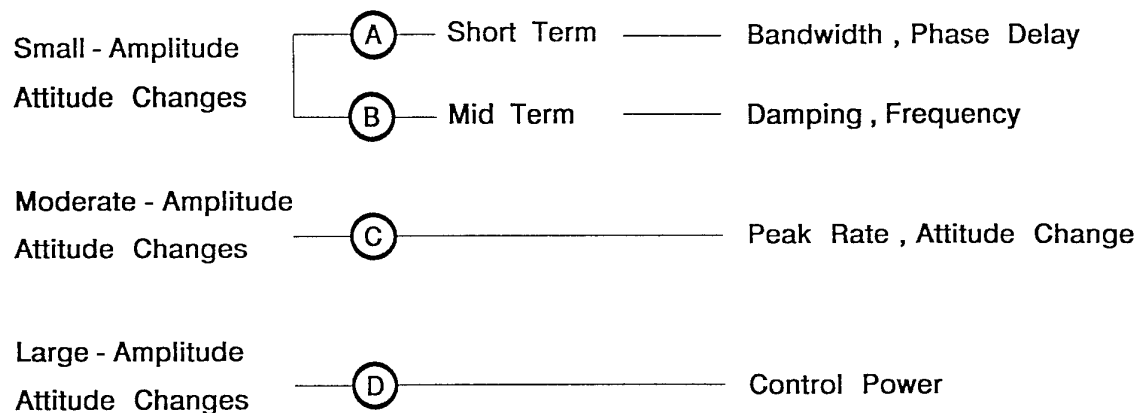 Small - Amplitude
Attitude Changes
A Short Term Bandwidth , Phase Delay
B Mid Term Damping , Frequency
Moderate - Amplitude
Attitude Changes
C Peak Rate , Attitude Change
Large - Amplitude
Attitude Changes
D Control Power